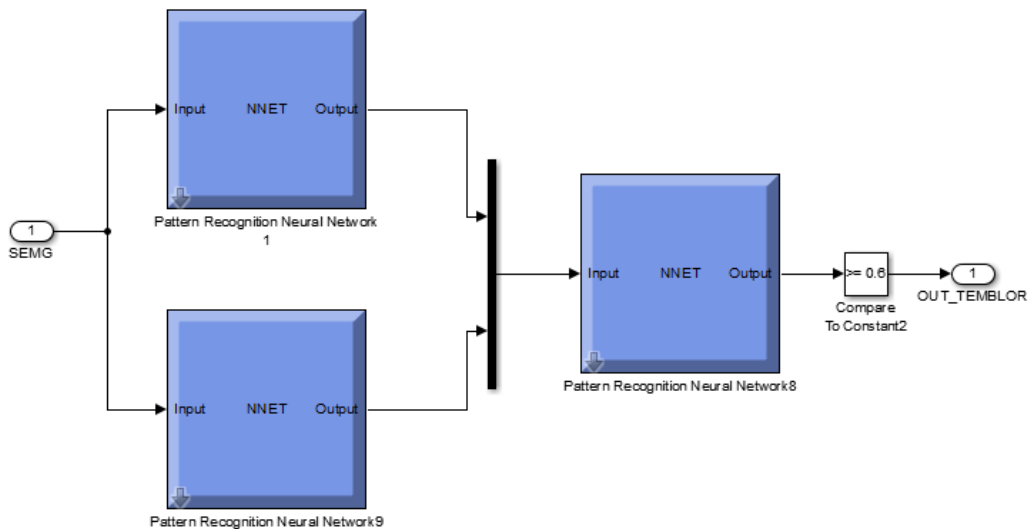 Input NNET Output
Pattern Recognition Neural Network
1
1
SEMG
Input NNET Output
Pattern Recognition Neural Network9
Input NNET Output
Pattern Recognition Neural Network8
>= 0.6
Compare
To Constant2
1
OUT_TEMBLOR